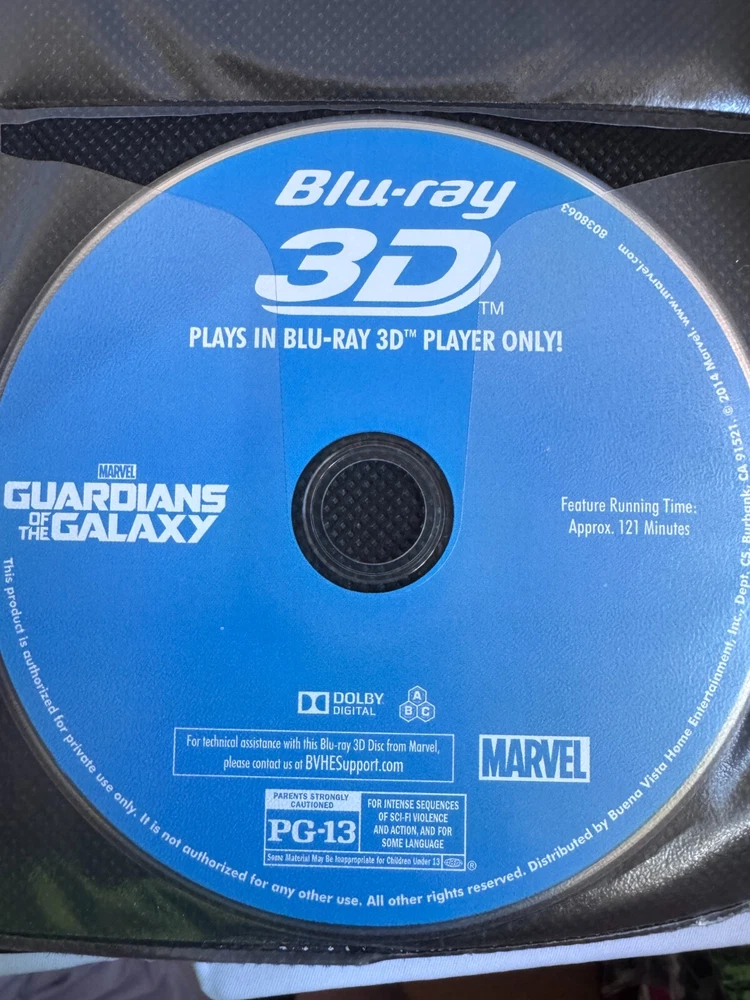 Blu-ray
3D™
PLAYS IN BLU-RAY 3D™ PLAYER ONLY!
MARVEL
GUARDIANS
OF THE GALAXY
Feature Running Time:
Approx. 121 Minutes
DOLBY
DIGITAL
A
B C
For technical assistance with this Blu-ray 3D Disc from Marvel,
please contact us at BVHESupport.com
MARVEL
PARENTS STRONGLY
CAUTIONED
PG-13
FOR INTENSE SEQUENCES
OF SCI-FI VIOLENCE
AND ACTION, AND FOR
SOME LANGUAGE
Some Material May Be Inappropriate for Children Under 13 ®
This product is authorized for private use only. It is not authorized for any other use. All other rights reserved. Distributed by Buena Vista Home Entertainment, Inc., Dept. CS, Burbank, CA 91521. © 2014 Marvel. www.marvel.com
8038063